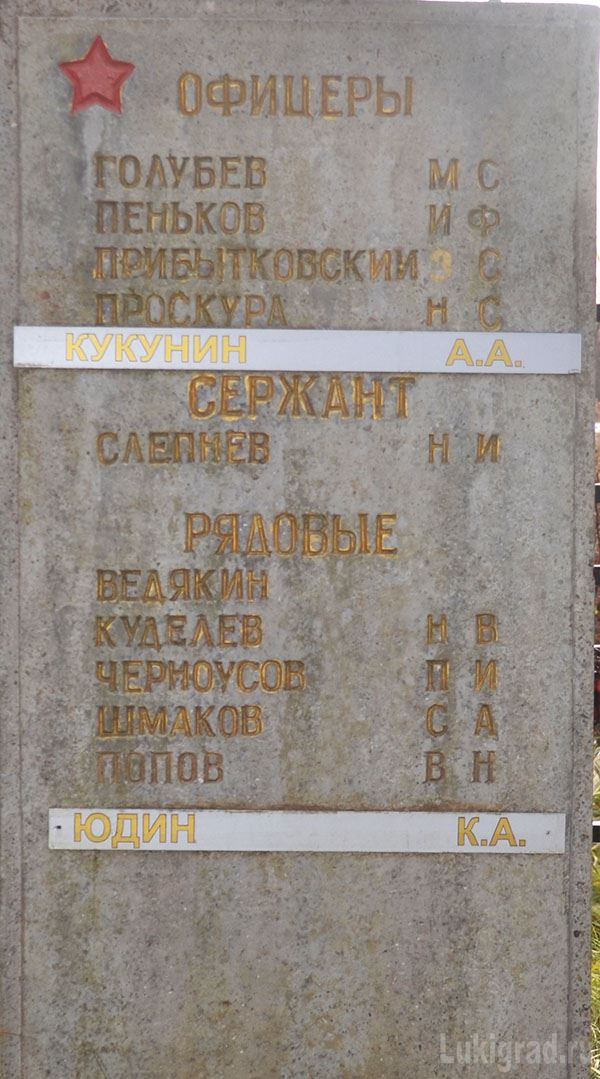 ОФИЦЕРЫ
ГОЛУБЕВ М С
ПЕНЬКОВ И Ф
ПРИБЫТКОВСКИЙ З С
ПРОСКУРА Н С
КУКУНИН А.А.
СЕРЖАНТ
СЛЕПНЕВ Н И
РЯДОВЫЕ
ВЕДЯКИН
КУДЕЛЕВ Н В
ЧЕРНОУСОВ П И
ШМАКОВ С А
ПОПОВ В Н
ЮДИН К.А.
Lukigrad.ru